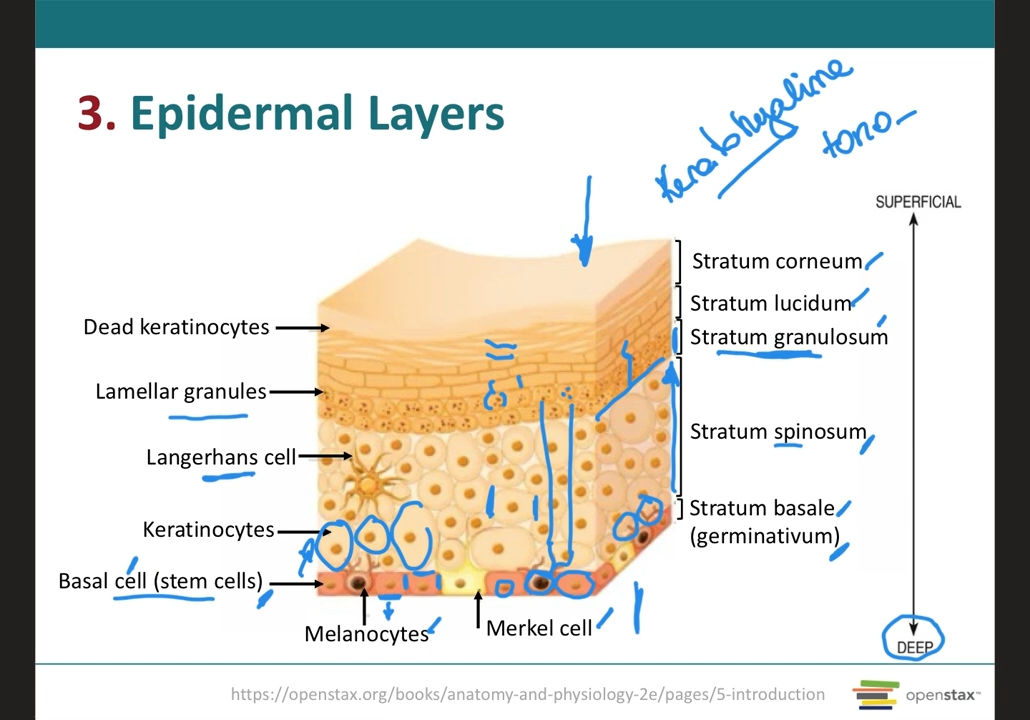 3. Epidermal Layers
Keratohyaline
tono-
SUPERFICIAL
Stratum corneum
Stratum lucidum
Dead keratinocytes
Stratum granulosum
Lamellar granules
Stratum spinosum
Langerhans cell
Stratum basale
(germinativum)
Keratinocytes
Basal cell (stem cells)
Melanocytes
Merkel cell
DEEP
https://openstax.org/books/anatomy-and-physiology-2e/pages/5-introduction
openstax™